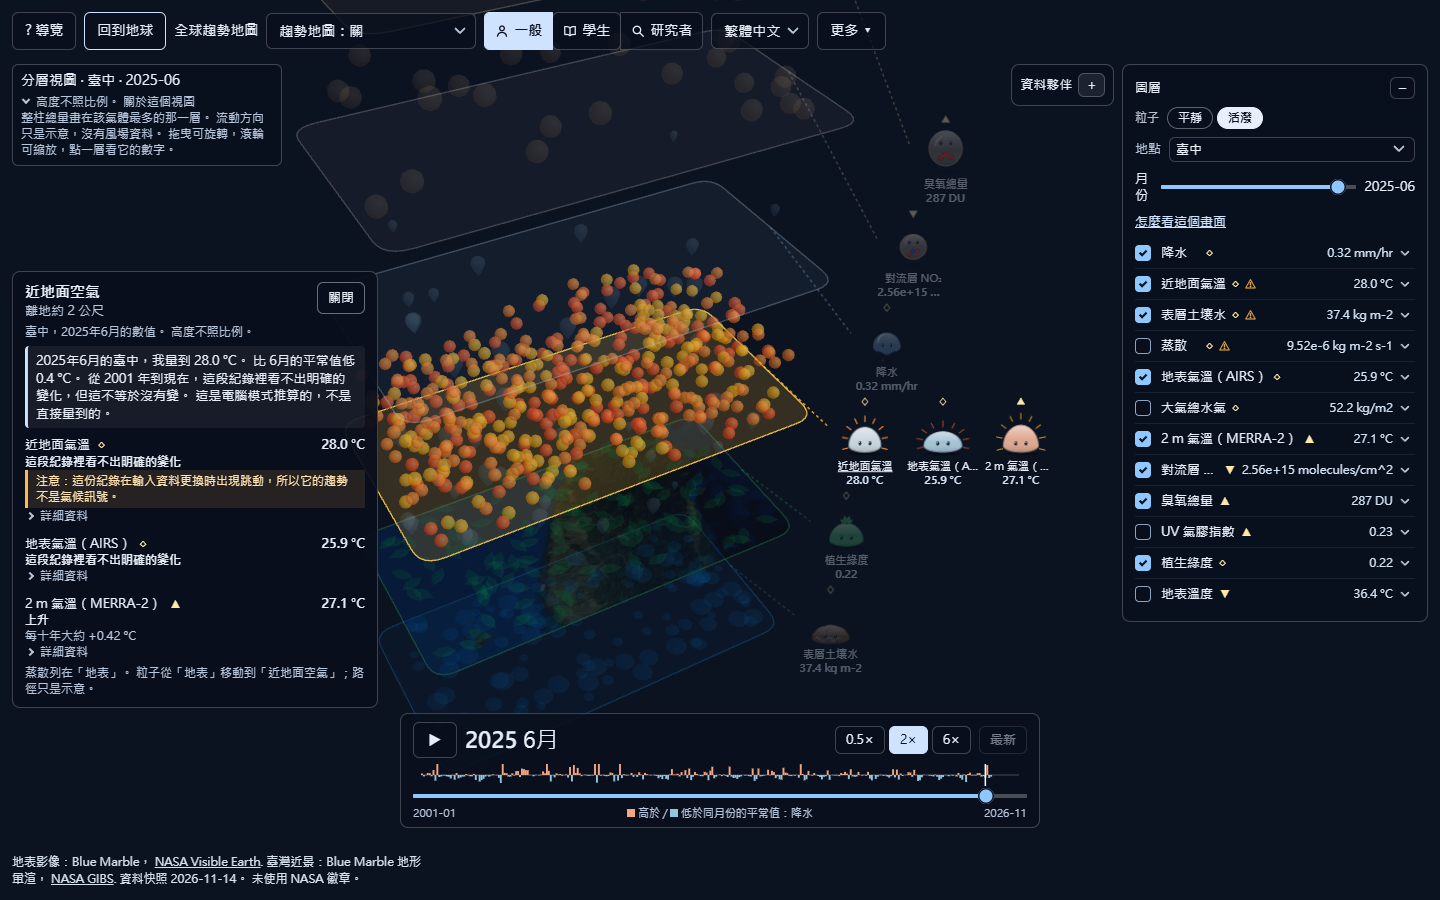 ? 導覽
回到地球
全球趨勢地圖
趨勢地圖：關
一般
學生
研究者
繁體中文
更多 ▾
分層視圖 · 臺中 · 2025-06
高度不照比例。 關於這個視圖
整柱總量畫在該氣體最多的那一層。 流動方向
只是示意，沒有風場資料。 拖曳可旋轉，滾輪
可縮放，點一層看它的數字。
近地面空氣
離地約 2 公尺
關閉
臺中，2025年6月的數值。 高度不照比例。
2025年6月的臺中，我量到 28.0 °C。 比 6月的平常值低
0.4 °C。 從 2001 年到現在，這段紀錄裡看不出明確的
變化，但這不等於沒有變。 這是電腦模式推算的，不是
直接量到的。
近地面氣溫 ◇ 28.0 °C
這段紀錄裡看不出明確的變化
注意：這份紀錄在輸入資料更換時出現跳動，所以它的趨勢
不是氣候訊號。
詳細資料
地表氣溫（AIRS） ◇ 25.9 °C
這段紀錄裡看不出明確的變化
詳細資料
2 m 氣溫（MERRA-2） ▲ 27.1 °C
上升
每十年大約 +0.42 °C
詳細資料
蒸散列在「地表」。 粒子從「地表」移動到「近地面空氣」；路
徑只是示意。
臭氧總量
287 DU
對流層 NO₂
2.56e+15 ...
降水
0.32 mm/hr
近地面氣溫
28.0 °C
地表氣溫（A...
25.9 °C
2 m 氣溫（...
27.1 °C
植生綠度
0.22
表層土壤水
37.4 kg m-2
資料夥伴 +
圖層 −
粒子 平靜 活潑
地點 臺中
月份 2025-06
怎麼看這個畫面
降水 ◇ 0.32 mm/hr
近地面氣溫 ◇ ⚠ 28.0 °C
表層土壤水 ◇ ⚠ 37.4 kg m-2
蒸散 ◇ ⚠ 9.52e-6 kg m-2 s-1
地表氣溫（AIRS） ◇ 25.9 °C
大氣總水氣 ◇ 52.2 kg/m2
2 m 氣溫（MERRA-2） ▲ 27.1 °C
對流層 ... ▼ 2.56e+15 molecules/cm^2
臭氧總量 ▲ 287 DU
UV 氣膠指數 ▲ 0.23
植生綠度 ◇ 0.22
地表溫度 ▼ 36.4 °C
2025 6月
0.5×
2×
6×
最新
2001-01
高於 / 低於同月份的平常值：降水
2026-11
地表影像：Blue Marble， NASA Visible Earth. 臺灣近景：Blue Marble 地形
暈渲， NASA GIBS. 資料快照 2026-11-14。 未使用 NASA 徽章。